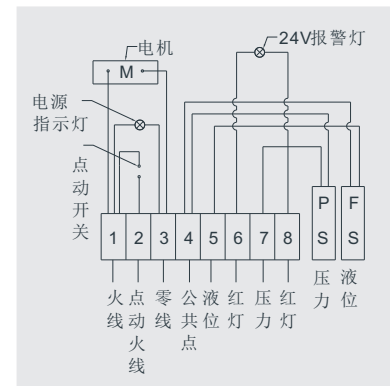 电机
24V报警灯
M
电源
指示灯
点动开关
P S
F S
1 2 3 4 5 6 7 8
压力
液位
火线
点动火线
零线
公共点
液位
红灯
压力
红灯